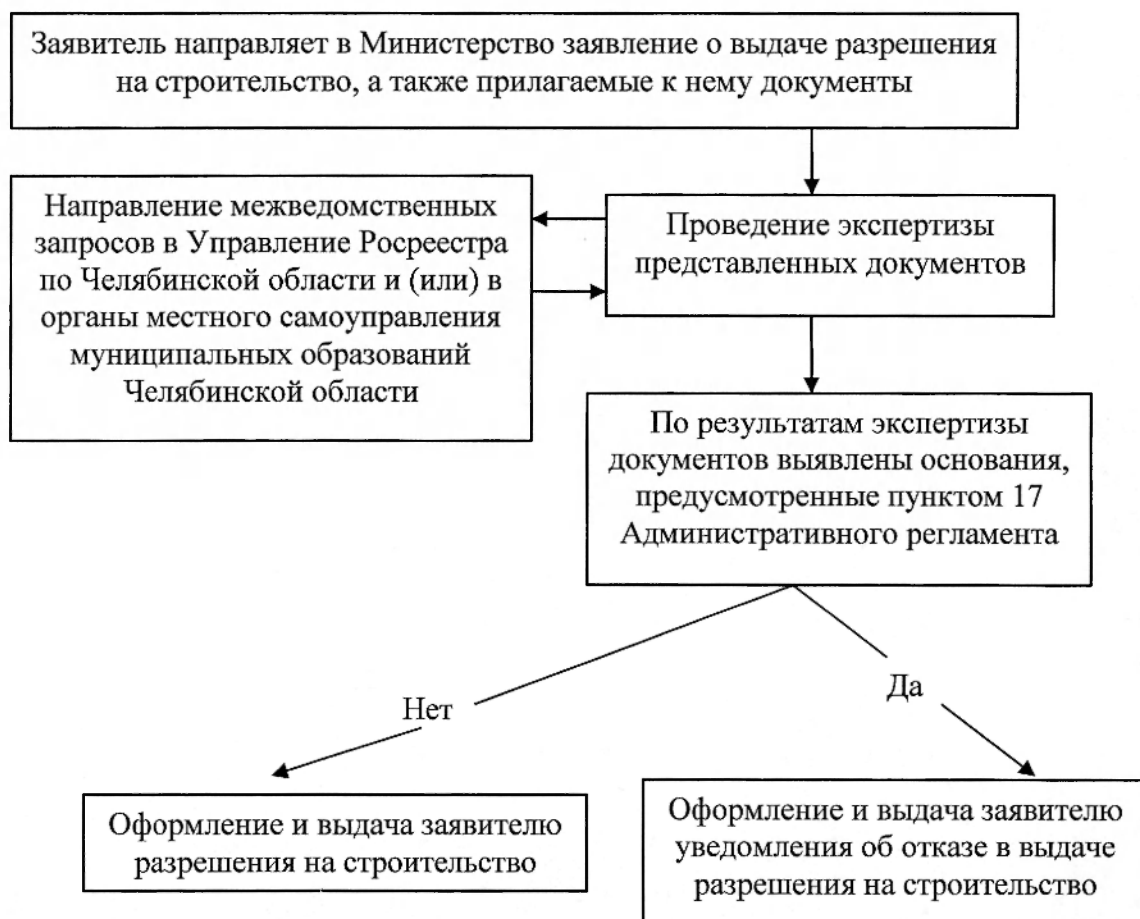 Заявитель направляет в Министерство заявление о выдаче разрешения
на строительство, а также прилагаемые к нему документы
Направление межведомственных
запросов в Управление Росреестра
по Челябинской области и (или) в
органы местного самоуправления
муниципальных образований
Челябинской области
Проведение экспертизы
представленных документов
По результатам экспертизы
документов выявлены основания,
предусмотренные пунктом 17
Административного регламента
Нет
Да
Оформление и выдача заявителю
разрешения на строительство
Оформление и выдача заявителю
уведомления об отказе в выдаче
разрешения на строительство